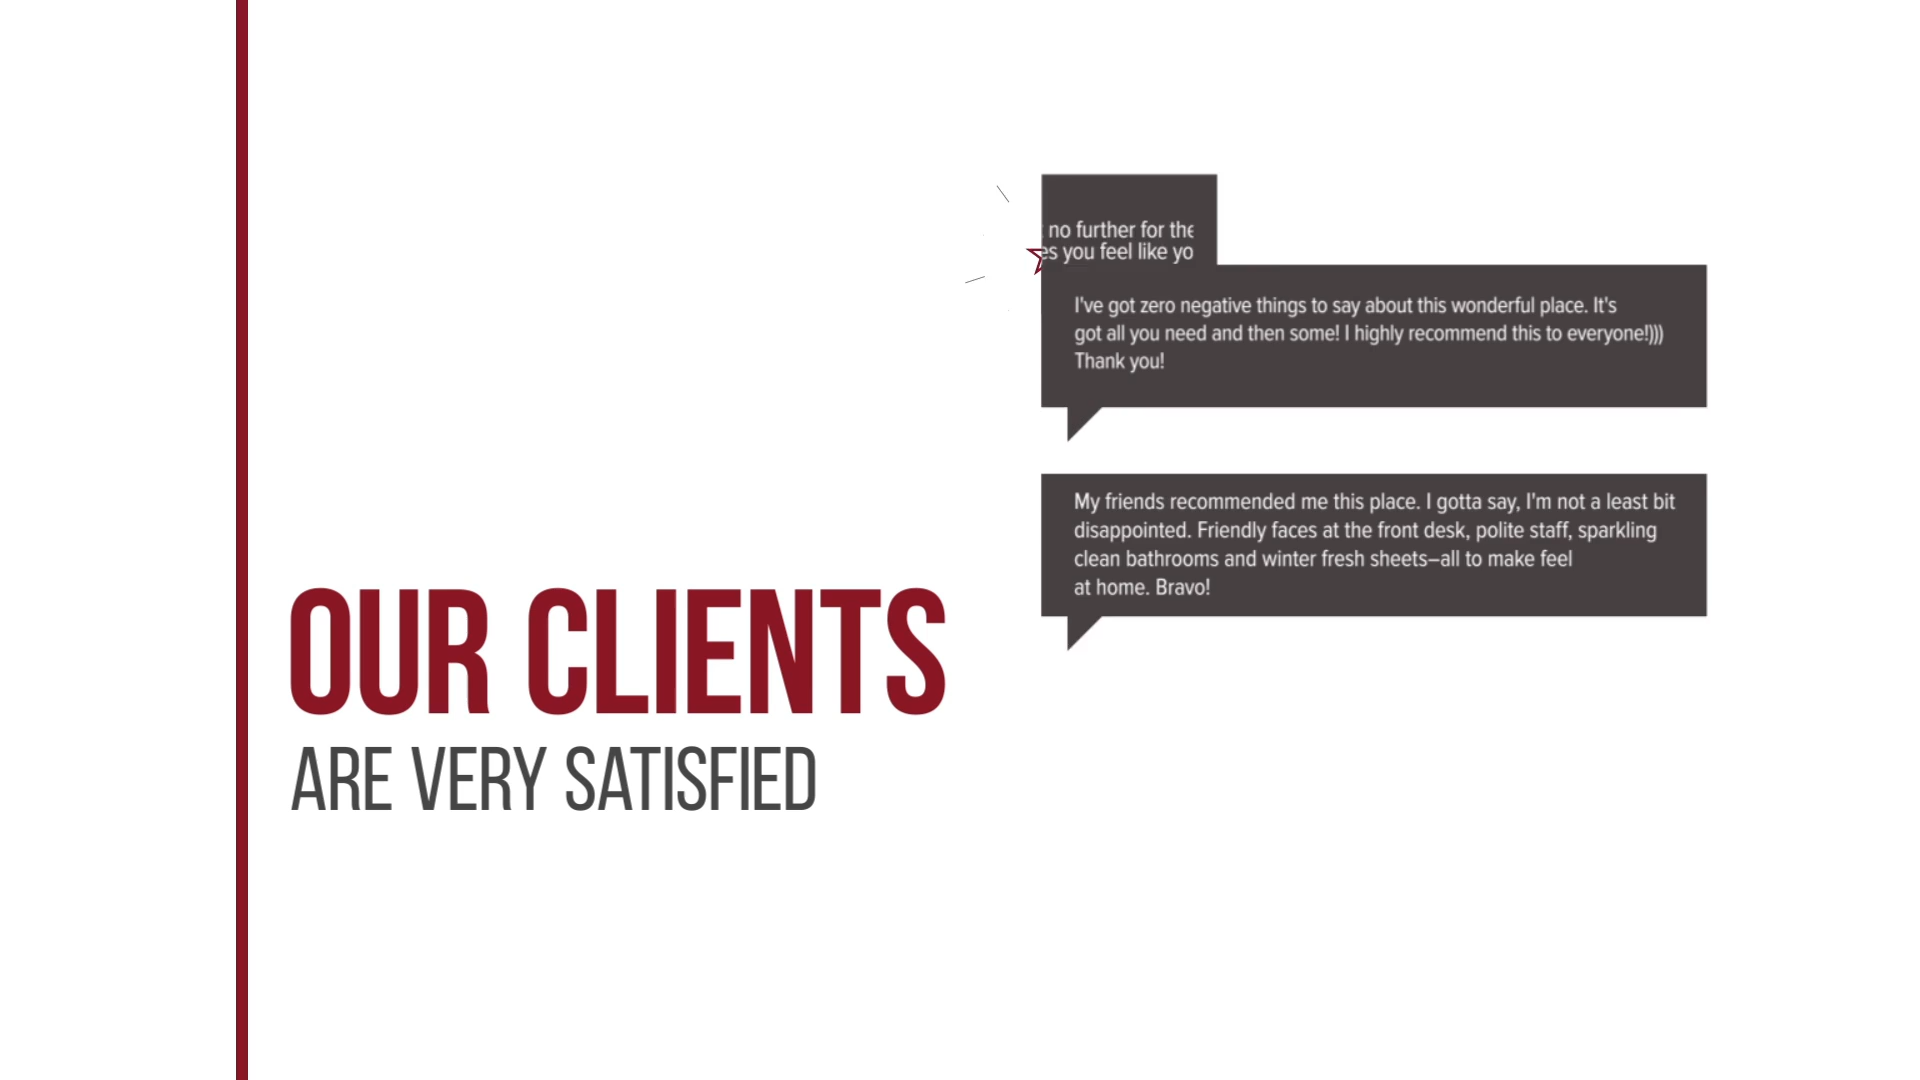 OUR CLIENTS
ARE VERY SATISFIED
no further for the
es you feel like yo
I've got zero negative things to say about this wonderful place. It's
got all you need and then some! I highly recommend this to everyone!)))
Thank you!
My friends recommended me this place. I gotta say, I'm not a least bit
disappointed. Friendly faces at the front desk, polite staff, sparkling
clean bathrooms and winter fresh sheets—all to make feel
at home. Bravo!